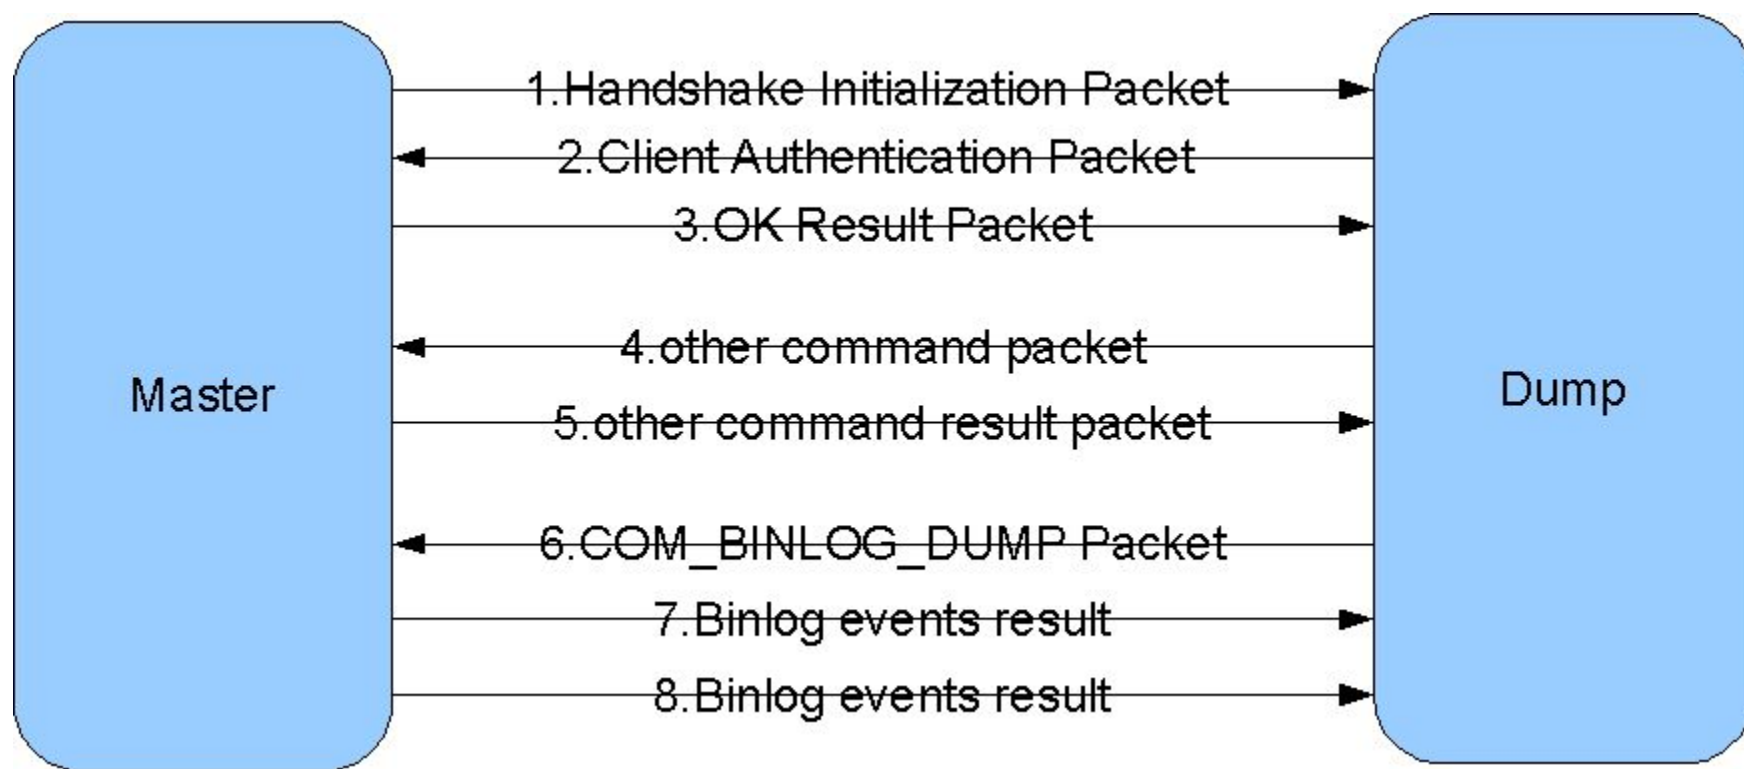 1.Handshake Initialization Packet
2.Client Authentication Packet
3.OK Result Packet
4.other command packet
Master
Dump
5.other command result packet
6.COM_BINLOG_DUMP Packet
7.Binlog events result
8.Binlog events result